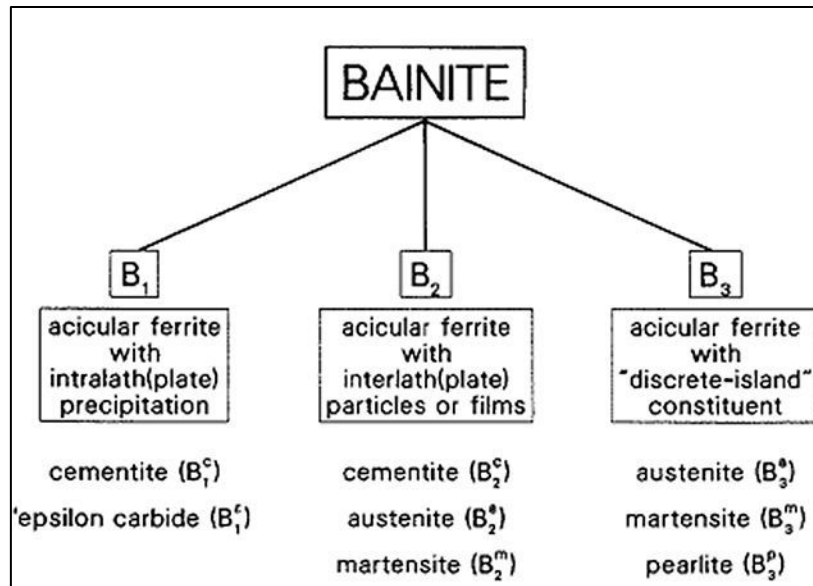 BAINITE
B₁
acicular ferrite
with
intralath(plate)
precipitation
cementite (B₁ᶜ)
'epsilon carbide (B₁ᵋ)
B₂
acicular ferrite
with
interlath(plate)
particles or films
cementite (B₂ᶜ)
austenite (B₂ᵃ)
martensite (B₂ᵐ)
B₃
acicular ferrite
with
"discrete-island"
constituent
austenite (B₃ᵃ)
martensite (B₃ᵐ)
pearlite (B₃ᵖ)